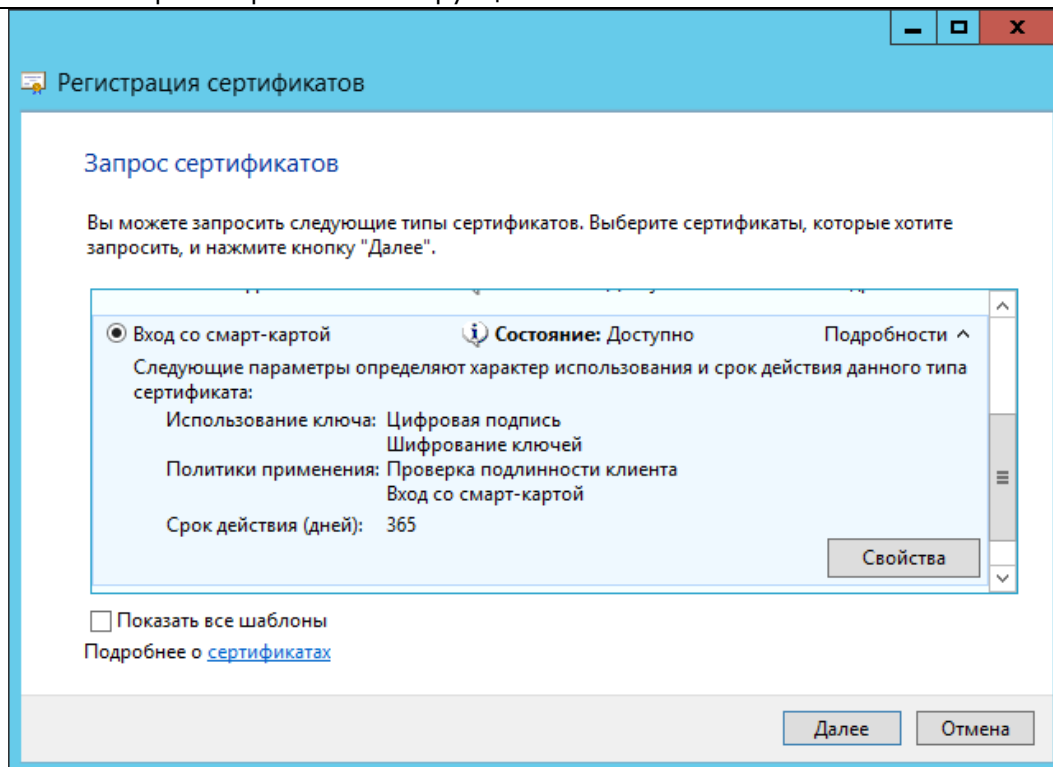 Регистрация сертификатов
Запрос сертификатов
Вы можете запросить следующие типы сертификатов. Выберите сертификаты, которые хотите
запросить, и нажмите кнопку "Далее".
Вход со смарт-картой Состояние: Доступно Подробности
Следующие параметры определяют характер использования и срок действия данного типа
сертификата:
Использование ключа: Цифровая подпись
Шифрование ключей
Политики применения: Проверка подлинности клиента
Вход со смарт-картой
Срок действия (дней): 365
Свойства
Показать все шаблоны
Подробнее о сертификатах
Далее Отмена